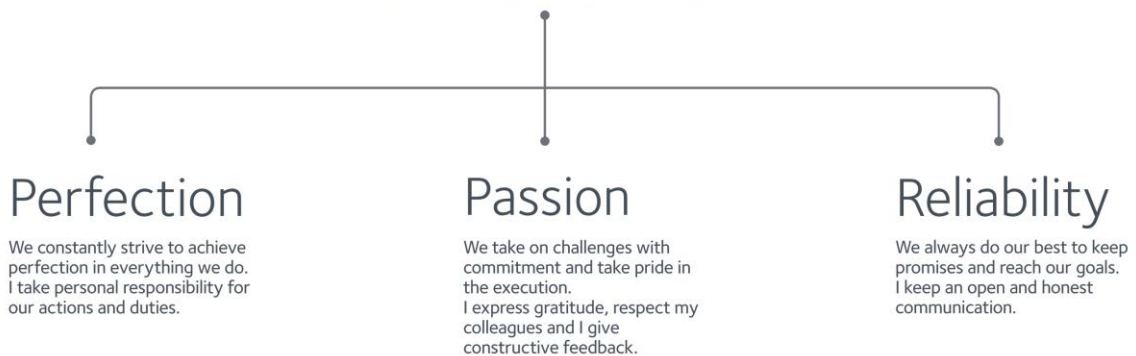 Perfection
We constantly strive to achieve
perfection in everything we do.
I take personal responsibility for
our actions and duties.
Passion
We take on challenges with
commitment and take pride in
the execution.
I express gratitude, respect my
colleagues and I give
constructive feedback.
Reliability
We always do our best to keep
promises and reach our goals.
I keep an open and honest
communication.